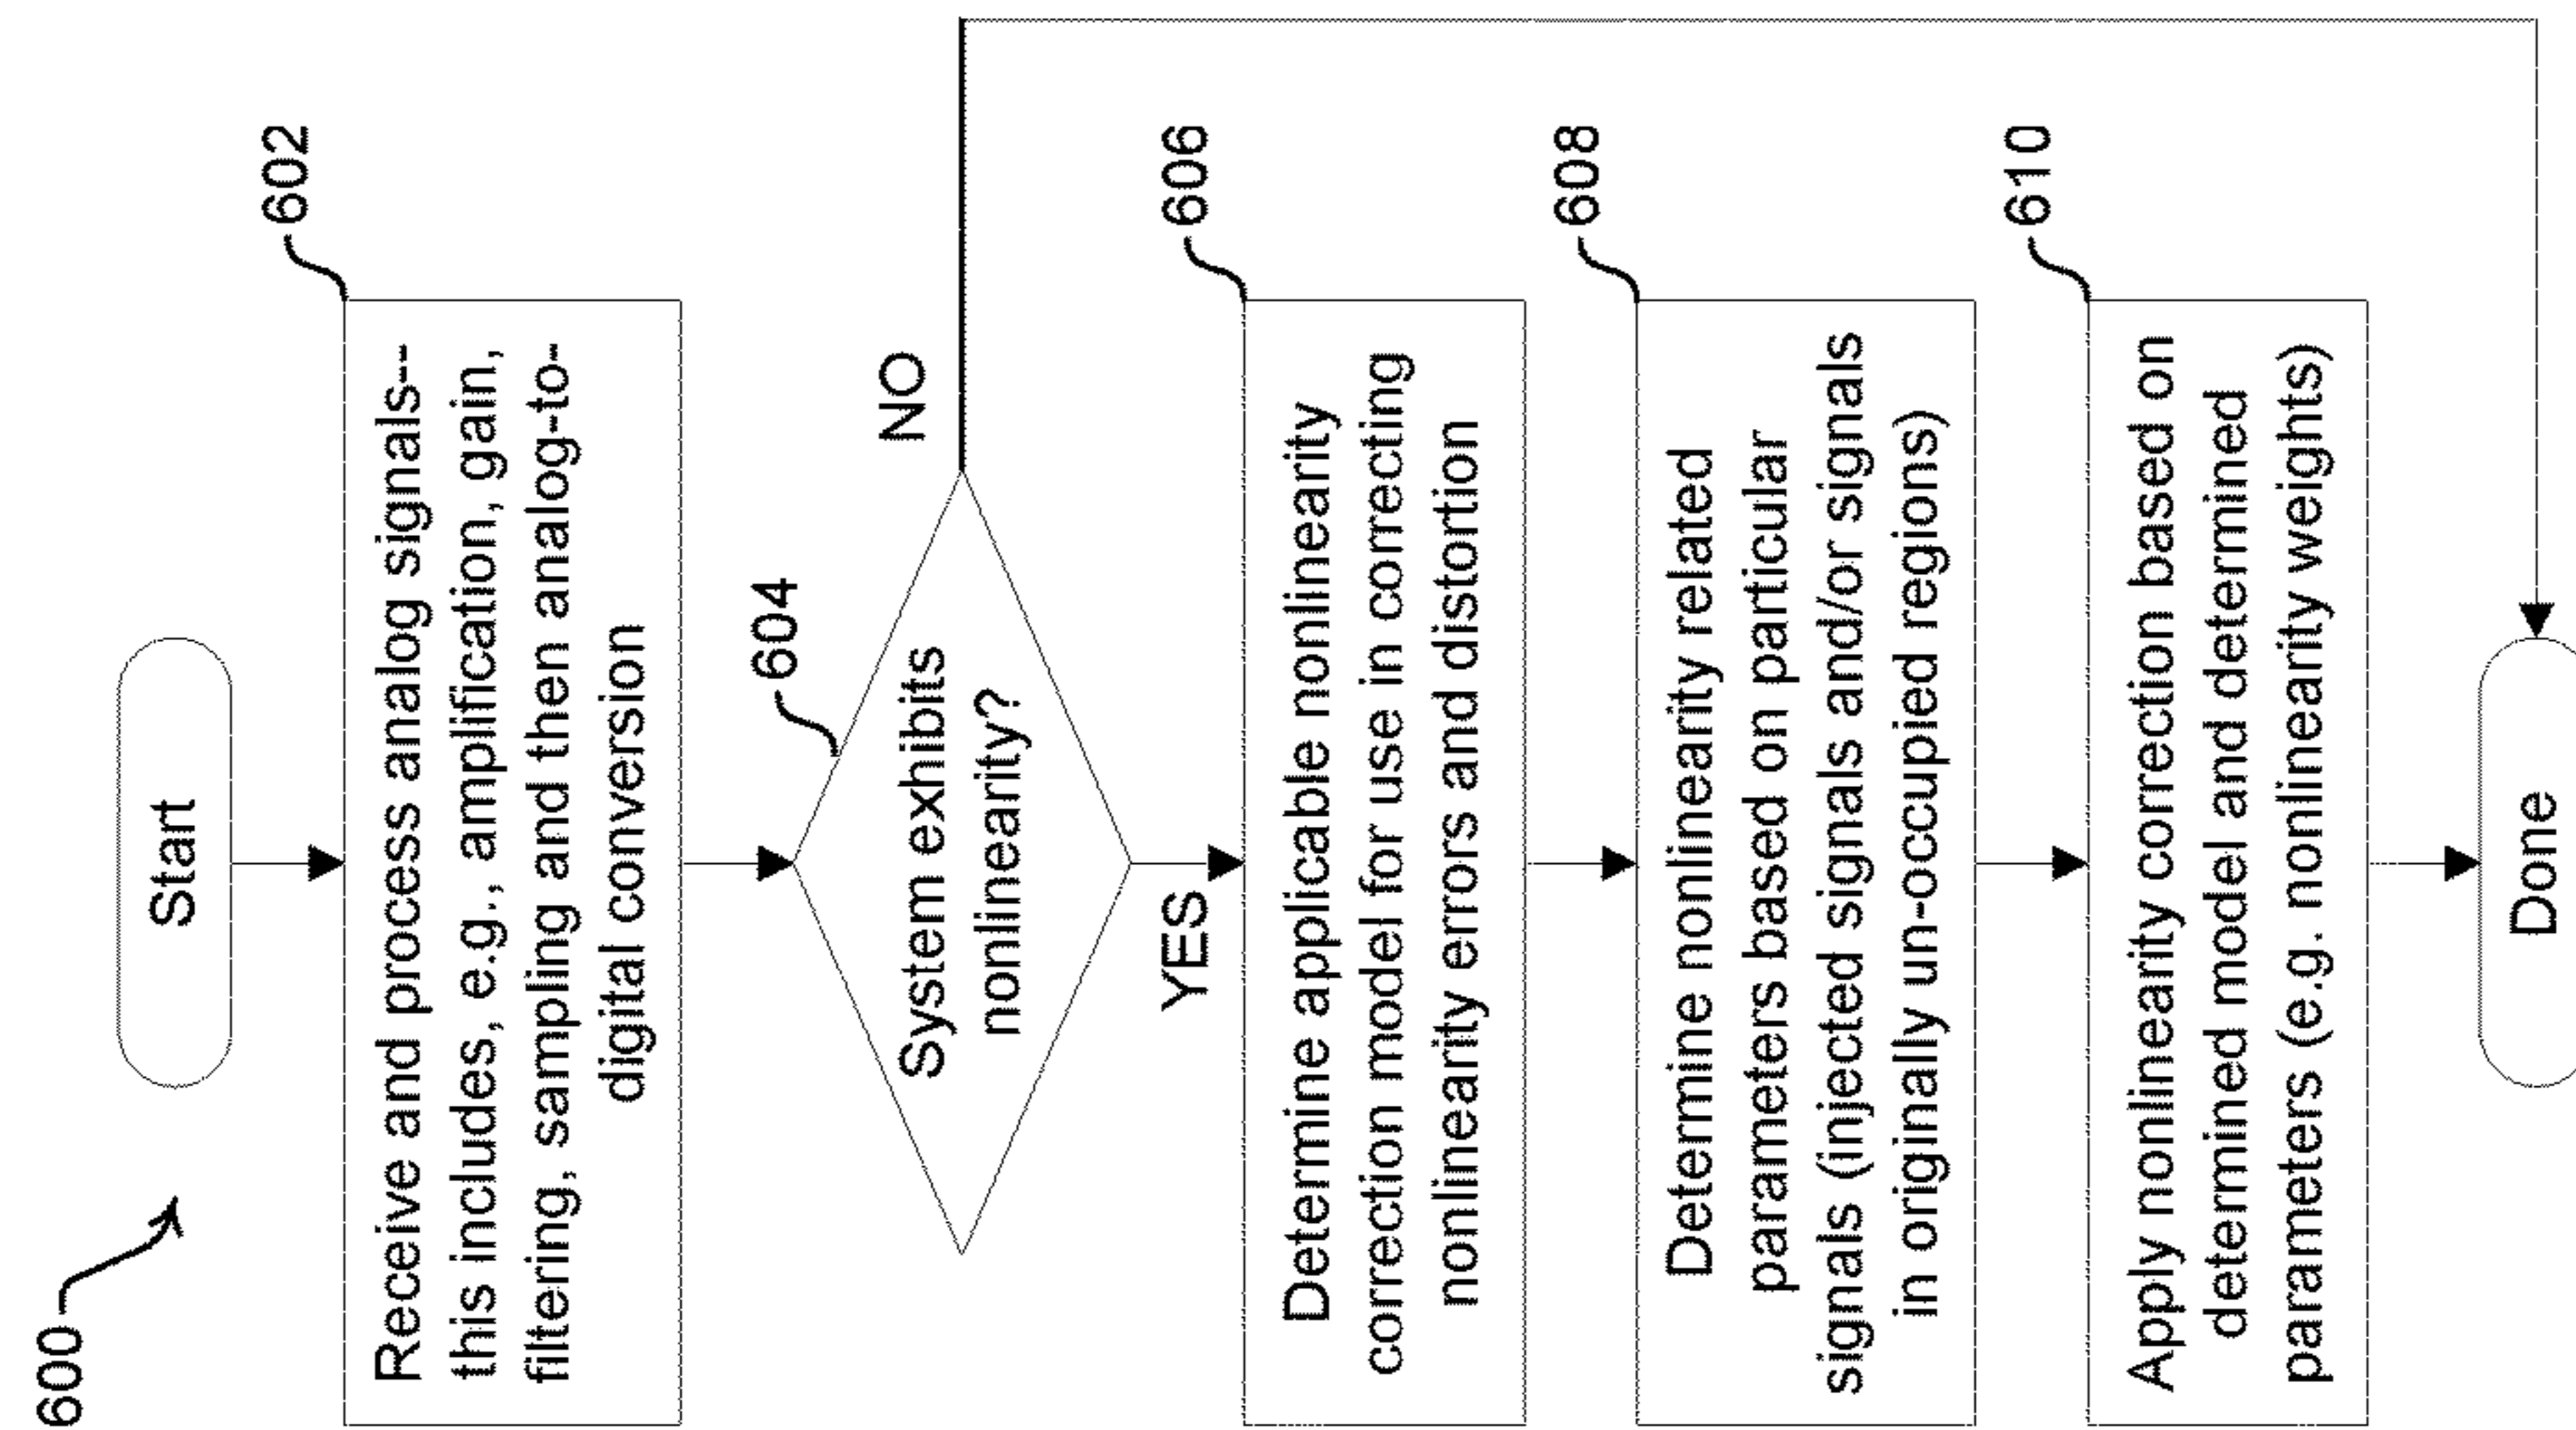 600
Start
602
Receive and process analog signals--
this includes, e.g., amplification, gain,
filtering, sampling and then analog-to-
digital conversion
604
System exhibits
nonlinearity?
NO
YES
606
Determine applicable nonlinearity
correction model for use in correcting
nonlinearity errors and distortion
608
Determine nonlinearity related
parameters based on particular
signals (injected signals and/or signals
in originally un-occupied regions)
610
Apply nonlinearity correction based on
determined model and determined
parameters (e.g. nonlinearity weights)
Done